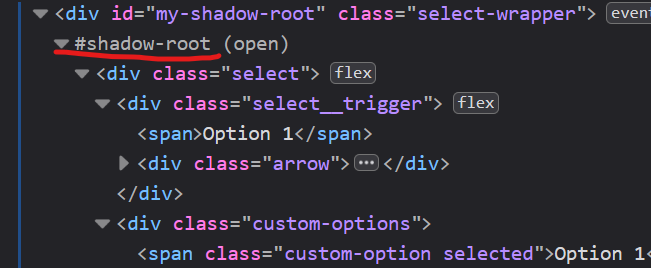 <div id="my-shadow-root" class="select-wrapper"> even
#shadow-root (open)
<div class="select"> flex
<div class="select__trigger"> flex
<span>Option 1</span>
<div class="arrow"> ⋯ </div>
</div>
<div class="custom-options">
<span class="custom-option selected">Option 1<